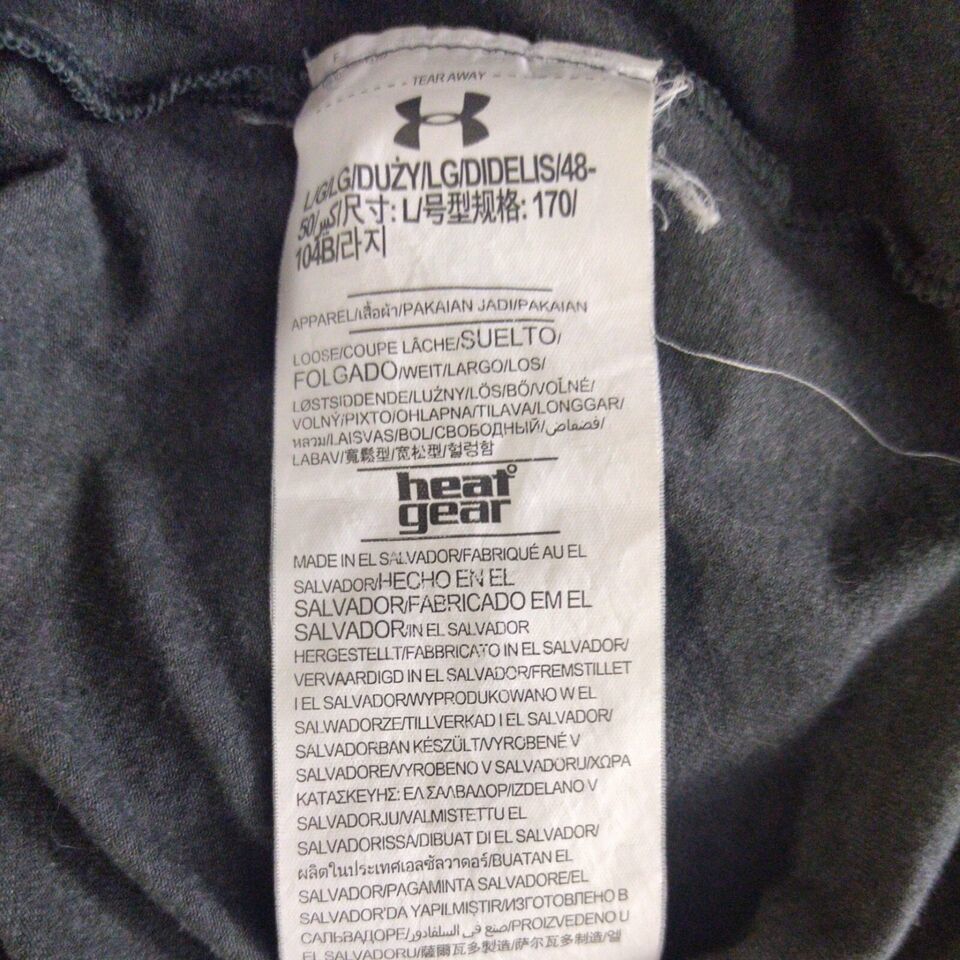 TEAR AWAY
L/G/LG/DUŻY/LG/DIDELIS/48-
50/كبير/尺寸: L/号型规格: 170/
104B/라지
APPAREL/เสื้อผ้า/PAKAIAN JADI/PAKAIAN
LOOSE/COUPE LÂCHE/SUELTO/
FOLGADO/WEIT/LARGO/LOS/
LØSTSIDDENDE/LUŹNY/LÖS/BŐ/VOLNÉ/
VOLNÝ/PIXTO/OHLAPNA/TILAVA/LONGGAR/
หลวม/LAISVAS/BOL/СВОБОДНЫЙ/فضفاض/
LABAV/寬鬆型/宽松型/헐렁함
heat
gear
MADE IN EL SALVADOR/FABRIQUÉ AU EL
SALVADOR/HECHO EN EL
SALVADOR/FABRICADO EM EL
SALVADOR/IN EL SALVADOR
HERGESTELLT/FABBRICATO IN EL SALVADOR/
VERVAARDIGD IN EL SALVADOR/FREMSTILLET
I EL SALVADOR/WYPRODUKOWANO W EL
SALWADORZE/TILLVERKAD I EL SALVADOR/
SALVADORBAN KÉSZÜLT/VYROBENÉ V
SALVADORE/VYROBENO V SALVADORU/ΧΩΡΑ
ΚΑΤΑΣΚΕΥΗΣ: ΕΛ ΣΑΛΒΑΔΟΡ/IZDELANO V
SALVADORJU/VALMISTETTU EL
SALVADORISSA/DIBUAT DI EL SALVADOR/
ผลิตในประเทศเอลซัลวาดอร์/BUATAN EL
SALVADOR/PAGAMINTA SALVADORE/EL
SALVADOR'DA YAPILMIŞTIR/ИЗГОТОВЛЕНО В
САЛЬВАДОРЕ/صنع في السلفادور/PROIZVEDENO U
EL SALVADORU/薩爾瓦多製造/萨尔瓦多制造/엘